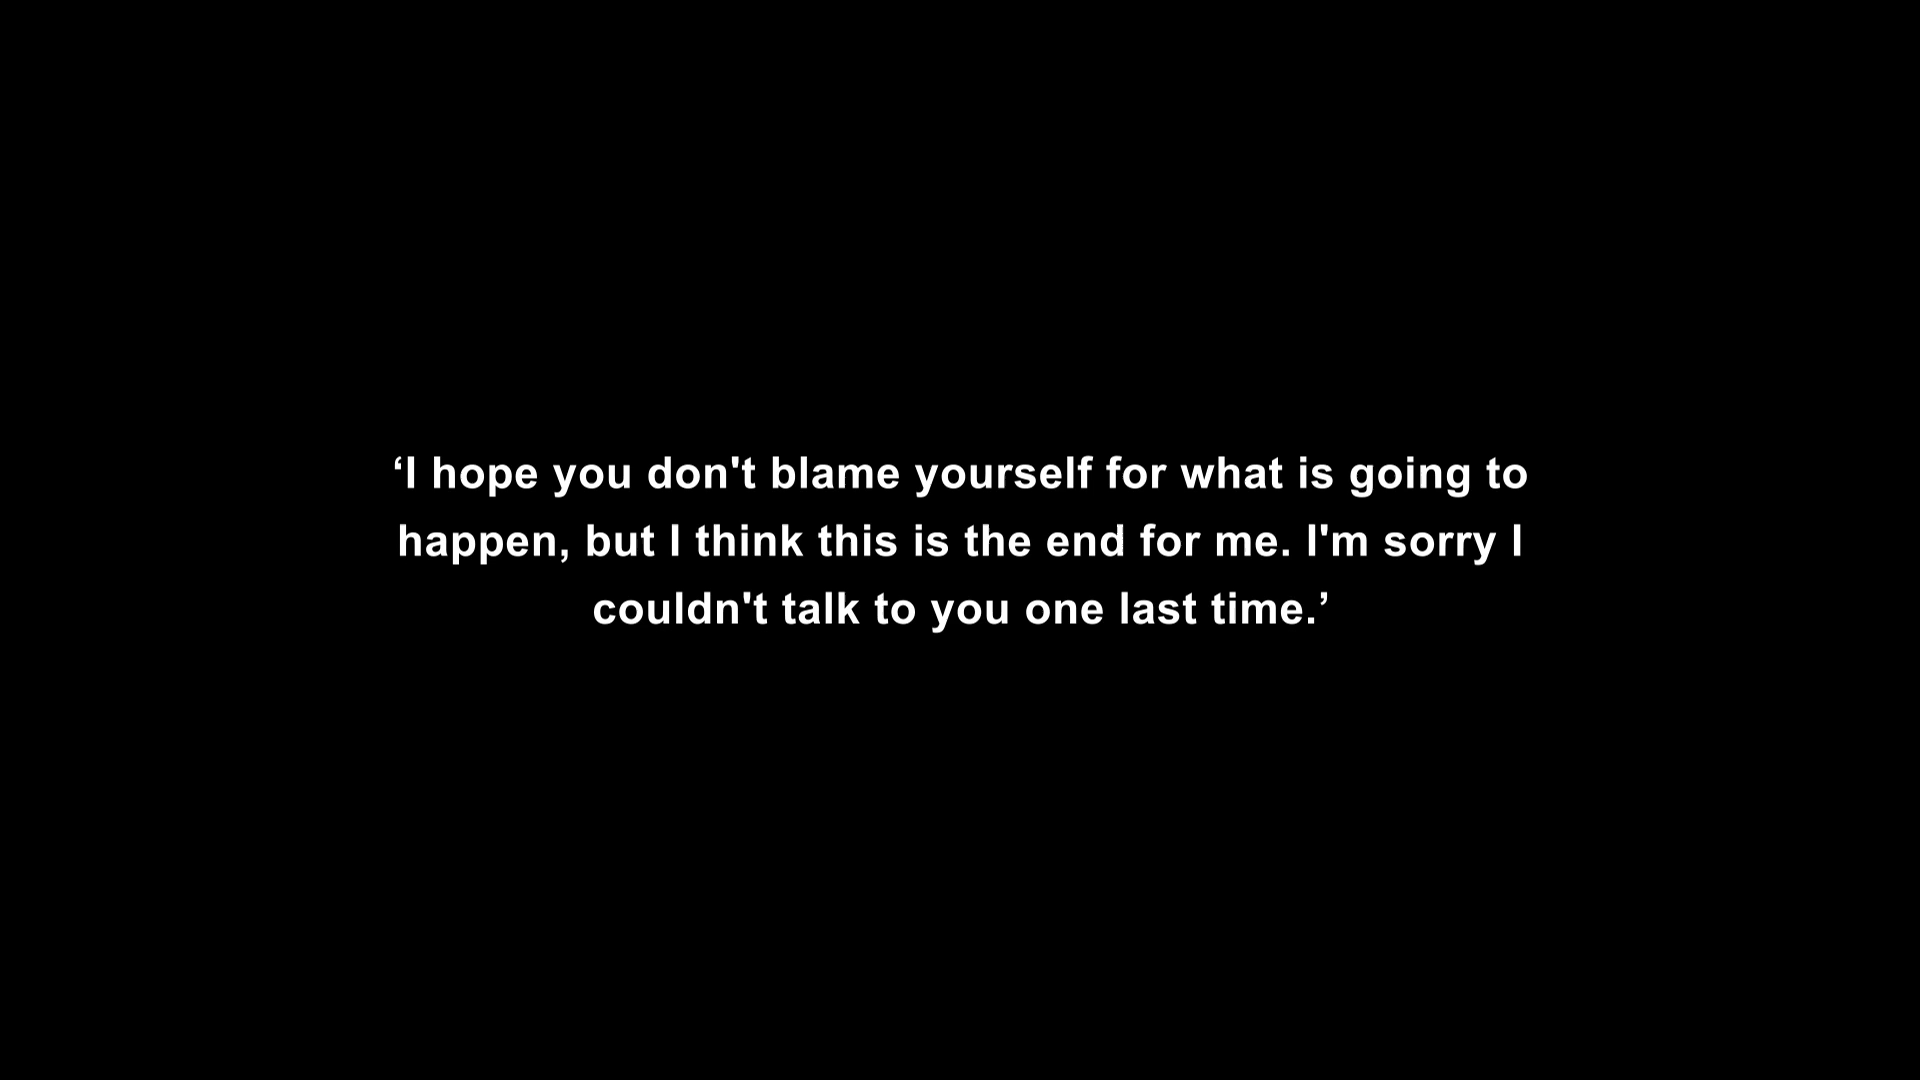 ‘I hope you don't blame yourself for what is going to
happen, but I think this is the end for me. I'm sorry I
couldn't talk to you one last time.’